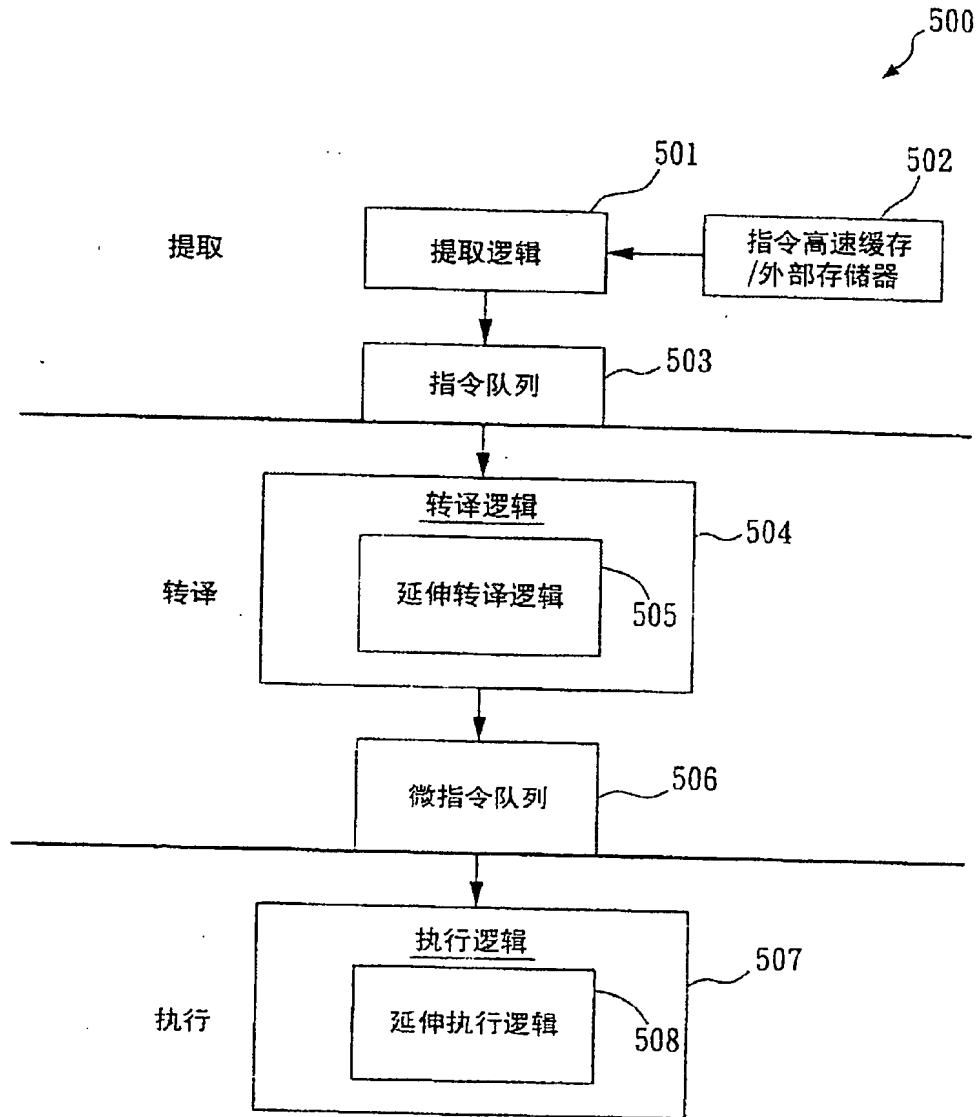 500
501
502
提取
提取逻辑
指令高速缓存
/外部存储器
指令队列
503
转译逻辑
504
转译
延伸转译逻辑
505
微指令队列
506
执行逻辑
507
执行
延伸执行逻辑
508